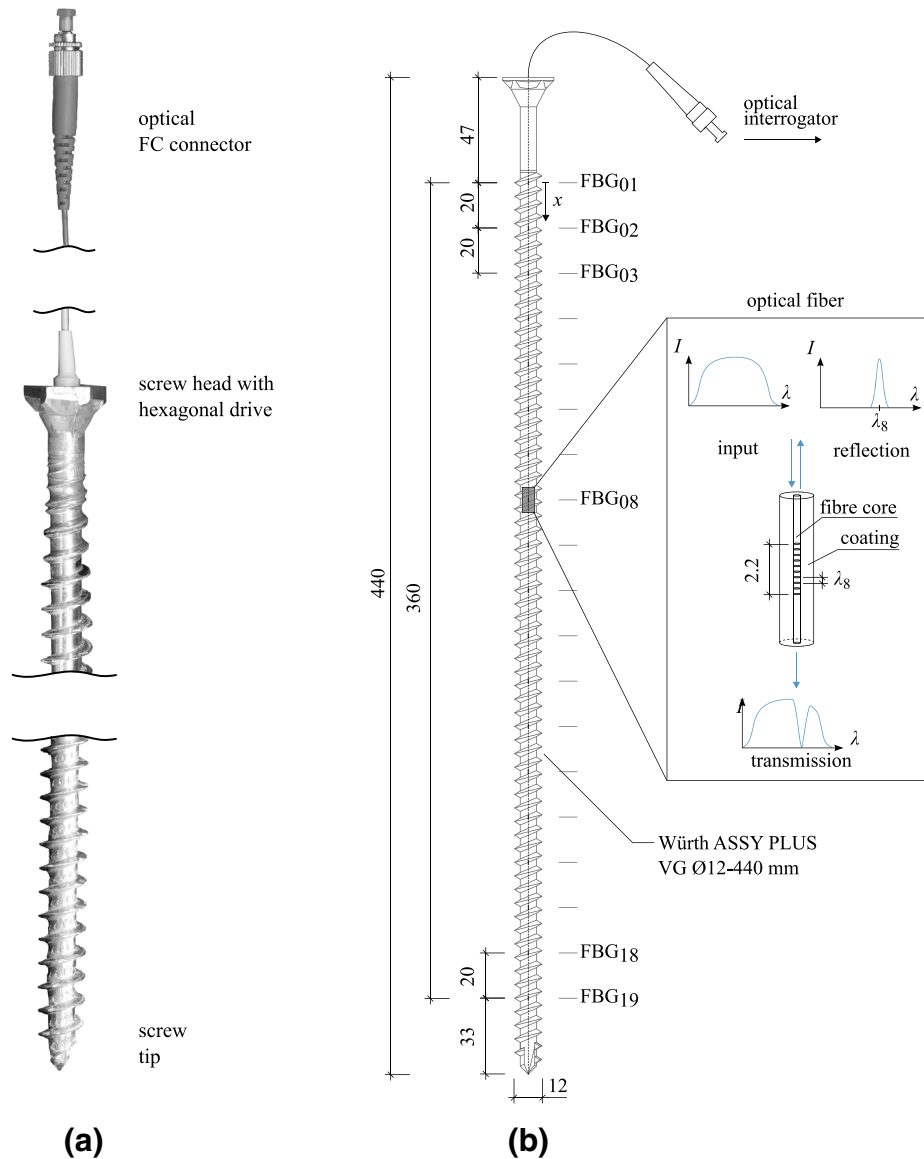 optical
FC connector
screw head with
hexagonal drive
screw
tip
(a)
optical
interrogator
47
20
20
440
360
20
33
12
x
FBG01
FBG02
FBG03
FBG08
FBG18
FBG19
Würth ASSY PLUS
VG Ø12-440 mm
optical fiber
I
λ
I
λ
λ8
input
reflection
fibre core
coating
2.2
λ8
I
λ
transmission
(b)